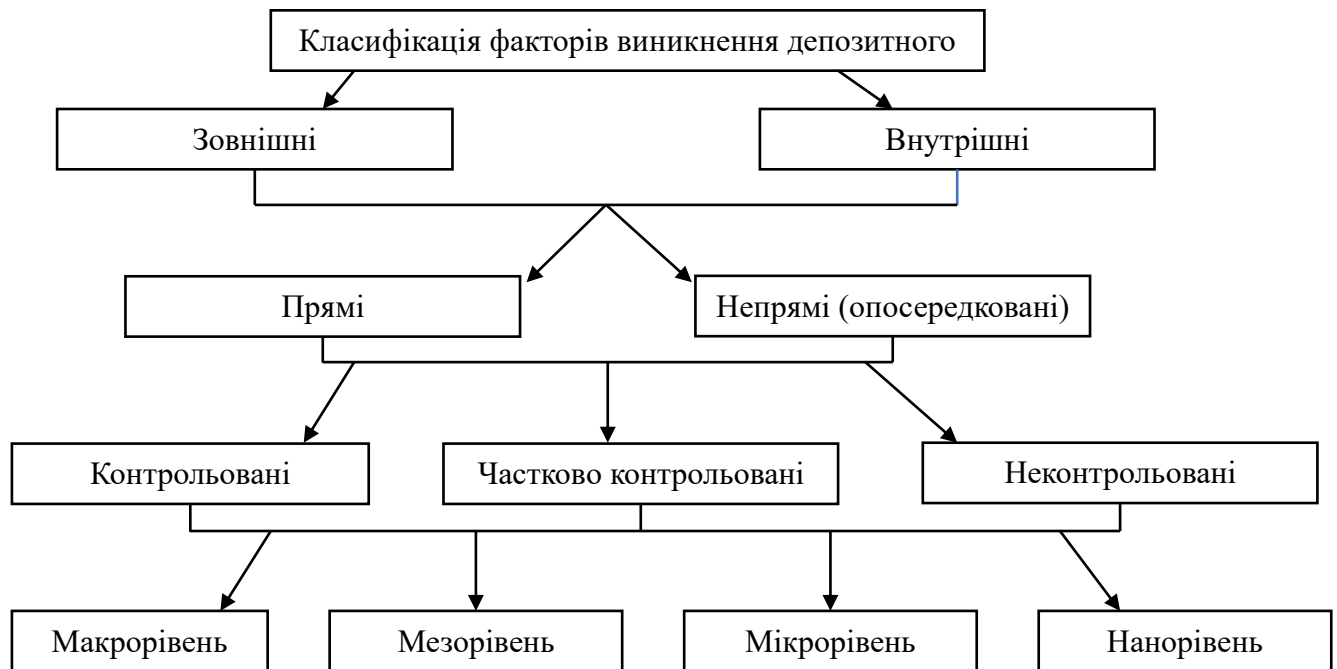 Класифікація факторів виникнення депозитного
Зовнішні
Внутрішні
Прямі
Непрямі (опосередковані)
Контрольовані
Частково контрольовані
Неконтрольовані
Макрорівень
Мезорівень
Мікрорівень
Нанорівень